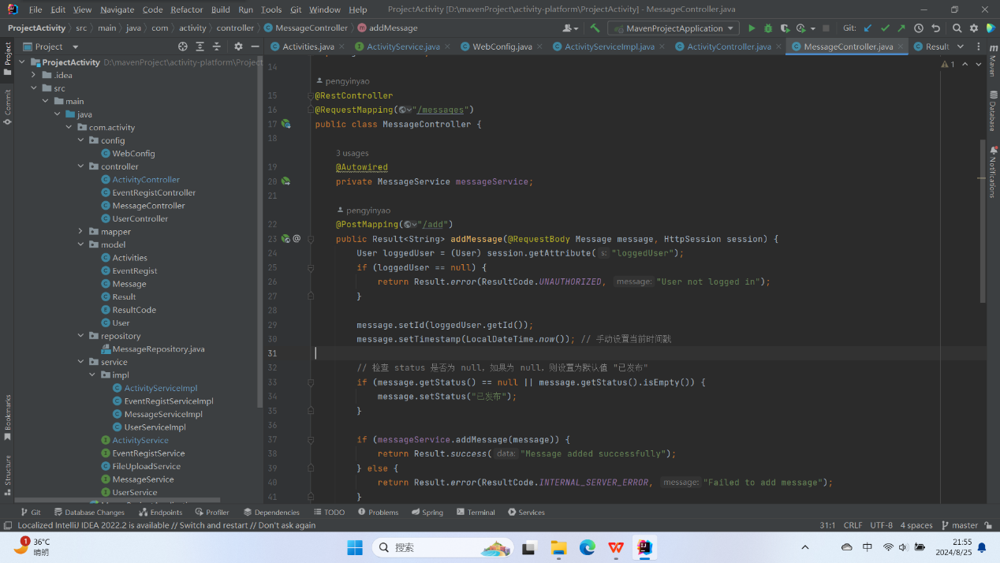 File Edit View Navigate Code Refactor Build Run Tools Git Window Help ProjectActivity [D:\mavenProject\activity-platform\ProjectActivity] - MessageController.java
ProjectActivity src main java com activity controller MessageController addMessage MavenProjectApplication Git:
Project Activities.java ActivityService.java WebConfig.java ActivityServiceImpl.java ActivityController.java MessageController.java Result
ProjectActivity D:\mavenProject\activity-platform\Project
.idea
src
main
java
com.activity
config
WebConfig
controller
ActivityController
EventRegistController
MessageController
UserController
mapper
model
Activities
EventRegist
Message
Result
ResultCode
User
repository
MessageRepository.java
service
impl
ActivityServiceImpl
EventRegistServiceImpl
MessageServiceImpl
UserServiceImpl
ActivityService
EventRegistService
FileUploadService
MessageService
UserService
Project
Commit
Bookmarks
Structure
14
pengyinyao
15 @RestController
16 @RequestMapping("/messages")
17 public class MessageController {
18
3 usages
19 @Autowired
20 private MessageService messageService;
21
pengyinyao
22 @PostMapping("/add")
23 @ public Result<String> addMessage(@RequestBody Message message, HttpSession session) {
24 User loggedUser = (User) session.getAttribute( s: "loggedUser");
25 if (loggedUser == null) {
26 return Result.error(ResultCode.UNAUTHORIZED, message: "User not logged in");
27 }
28
29 message.setId(loggedUser.getId());
30 message.setTimestamp(LocalDateTime.now()); // 手动设置当前时间戳
31
32 // 检查 status 是否为 null，如果为 null，则设置为默认值 "已发布"
33 if (message.getStatus() == null || message.getStatus().isEmpty()) {
34 message.setStatus("已发布");
35 }
36
37 if (messageService.addMessage(message)) {
38 return Result.success( data: "Message added successfully");
39 } else {
40 return Result.error(ResultCode.INTERNAL_SERVER_ERROR, message: "Failed to add message");
41 }
1
m
Maven
Database
Notifications
Git Database Changes Endpoints Profiler Dependencies TODO Problems Spring Terminal Services
Localized IntelliJ IDEA 2022.2 is available // Switch and restart // Don't ask again 31:1 CRLF UTF-8 4 spaces master
1 36°C
晴朗
搜索
中
21:55
2024/8/25